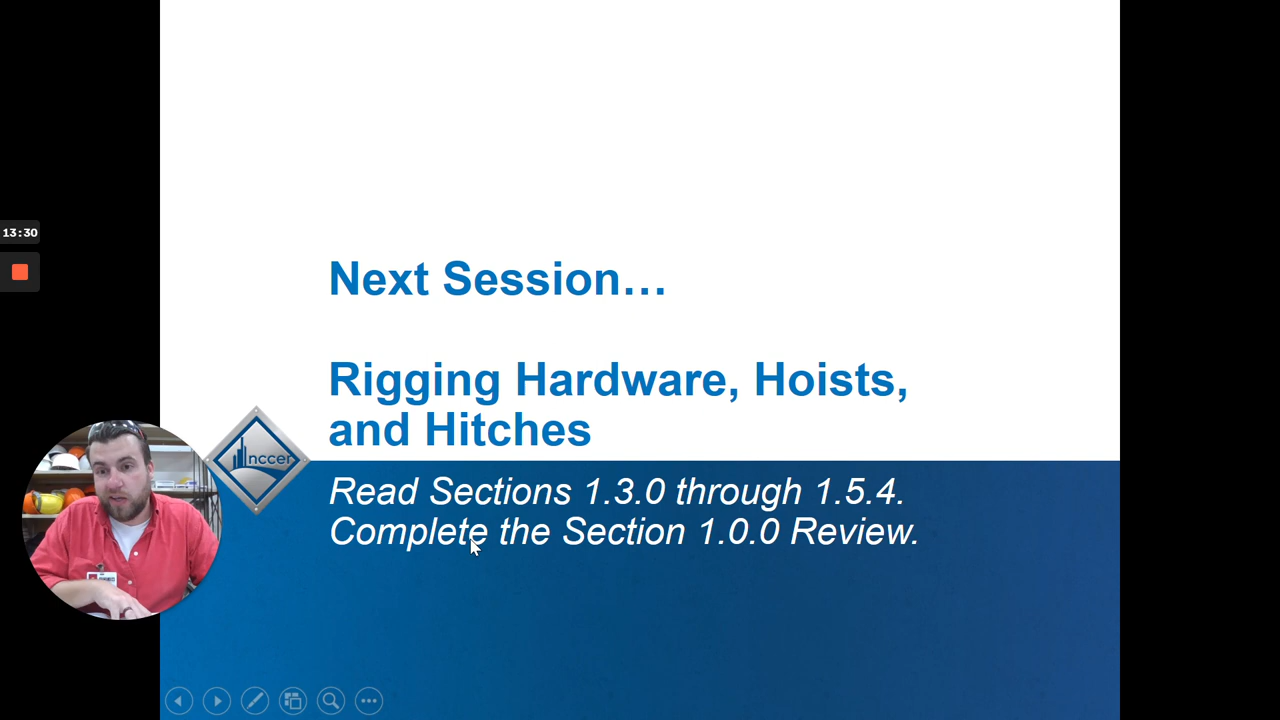 13:30
Next Session…
Rigging Hardware, Hoists,
and Hitches
nccer
Read Sections 1.3.0 through 1.5.4.
Complete the Section 1.0.0 Review.